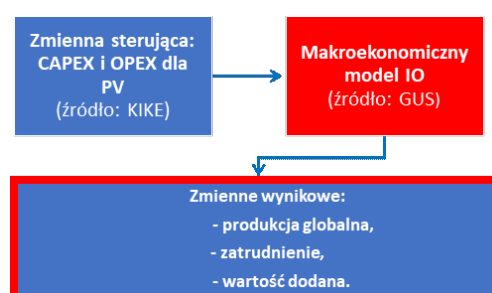 Zmienna sterująca:
CAPEX i OPEX dla
PV
(źródło: KIKE)
Makroekonomiczny
model IO
(źródło: GUS)
Zmienne wynikowe:
- produkcja globalna,
- zatrudnienie,
- wartość dodana.